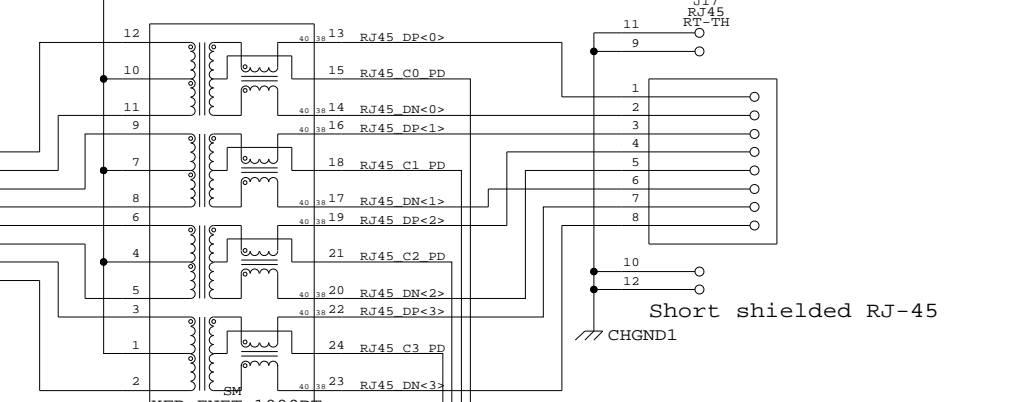 J17
RJ45
RT-TH
11
9
12 40 38 13 RJ45_DP<0>
10 15 RJ45_C0_PD
11 40 38 14 RJ45_DN<0>
9 40 38 16 RJ45_DP<1>
7 18 RJ45_C1_PD
8 40 38 17 RJ45_DN<1>
6 40 38 19 RJ45_DP<2>
4 21 RJ45_C2_PD
5 40 38 20 RJ45_DN<2>
3 40 38 22 RJ45_DP<3>
1 24 RJ45_C3_PD
2 40 38 23 RJ45_DN<3>
SM
1
2
3
4
5
6
7
8
10
12
Short shielded RJ-45
CHGND1